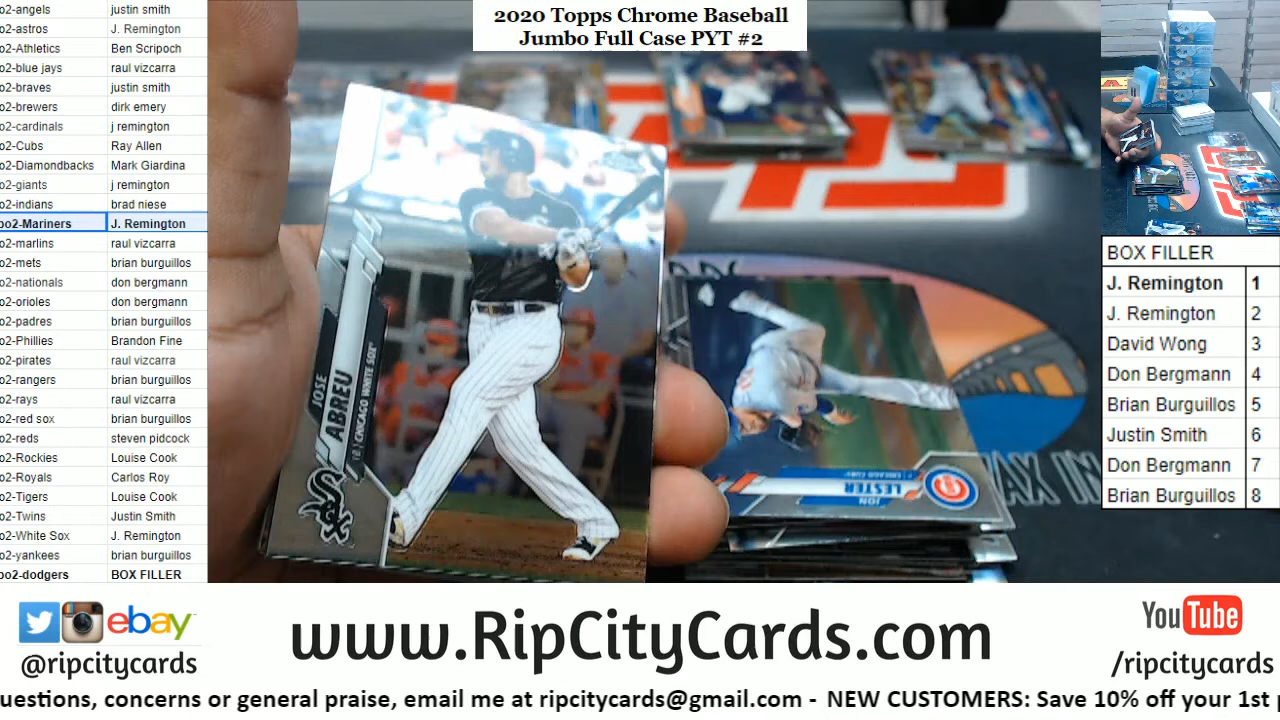 2020 Topps Chrome Baseball
Jumbo Full Case PYT #2
o2-angels justin smith
o2-astros J. Remington
o2-Athletics Ben Scripoch
o2-blue jays raul vizcarra
o2-braves justin smith
o2-brewers dirk emery
o2-cardinals j remington
o2-Cubs Ray Allen
o2-Diamondbacks Mark Giardina
o2-giants j remington
o2-indians brad niese
oo2-Mariners J. Remington
o2-marlins raul vizcarra
o2-mets brian burguillos
o2-nationals don bergmann
o2-orioles don bergmann
o2-padres brian burguillos
o2-Phillies Brandon Fine
o2-pirates raul vizcarra
o2-rangers brian burguillos
o2-rays raul vizcarra
o2-red sox brian burguillos
o2-reds steven pidcock
o2-Rockies Louise Cook
o2-Royals Carlos Roy
o2-Tigers Louise Cook
o2-Twins Justin Smith
o2-White Sox J. Remington
o2-yankees brian burguillos
oo2-dodgers BOX FILLER
JOSE
ABREU
CHICAGO WHITE SOX
Sox
JON
LESTER
CHICAGO CUBS
C
WAX IN
BOX FILLER
J. Remington 1
J. Remington 2
David Wong 3
Don Bergmann 4
Brian Burguillos 5
Justin Smith 6
Don Bergmann 7
Brian Burguillos 8
ebay
@ripcitycards
www.RipCityCards.com
YouTube
/ripcitycards
uestions, concerns or general praise, email me at ripcitycards@gmail.com - NEW CUSTOMERS: Save 10% off your 1st p